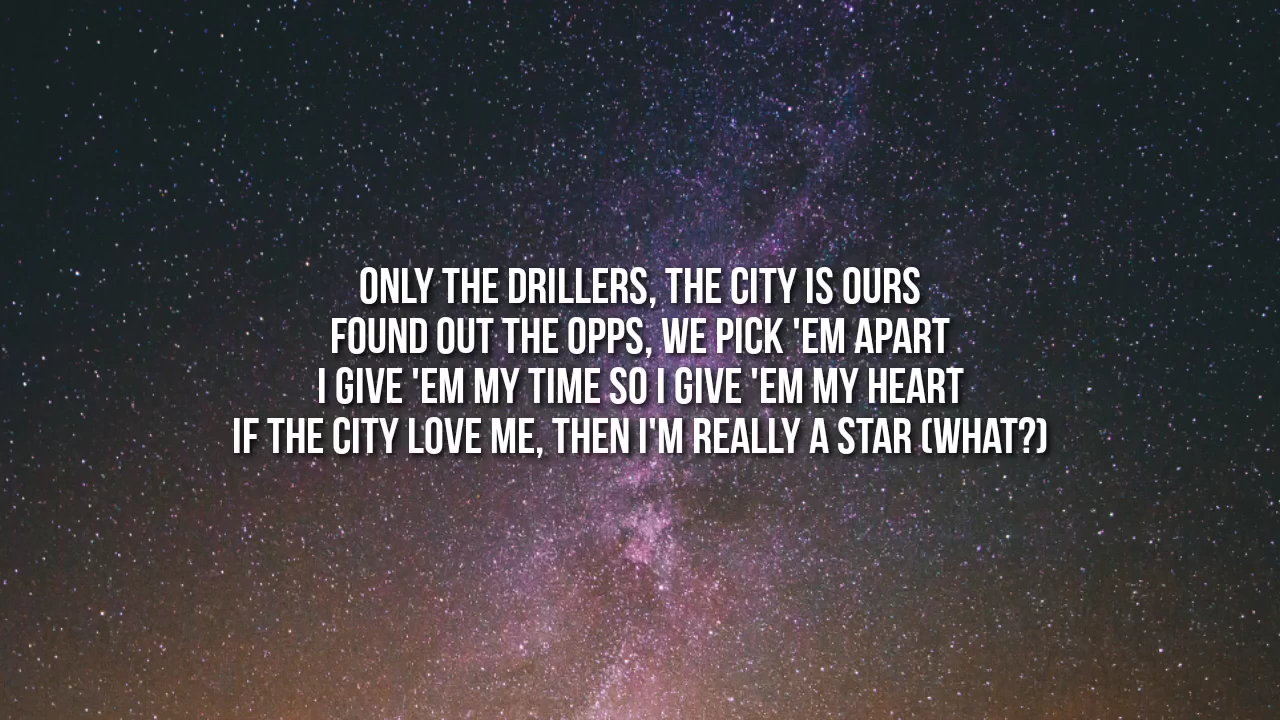 ONLY THE DRILLERS, THE CITY IS OURS
FOUND OUT THE OPPS, WE PICK 'EM APART
I GIVE 'EM MY TIME SO I GIVE 'EM MY HEART
IF THE CITY LOVE ME, THEN I'M REALLY A STAR (WHAT?)